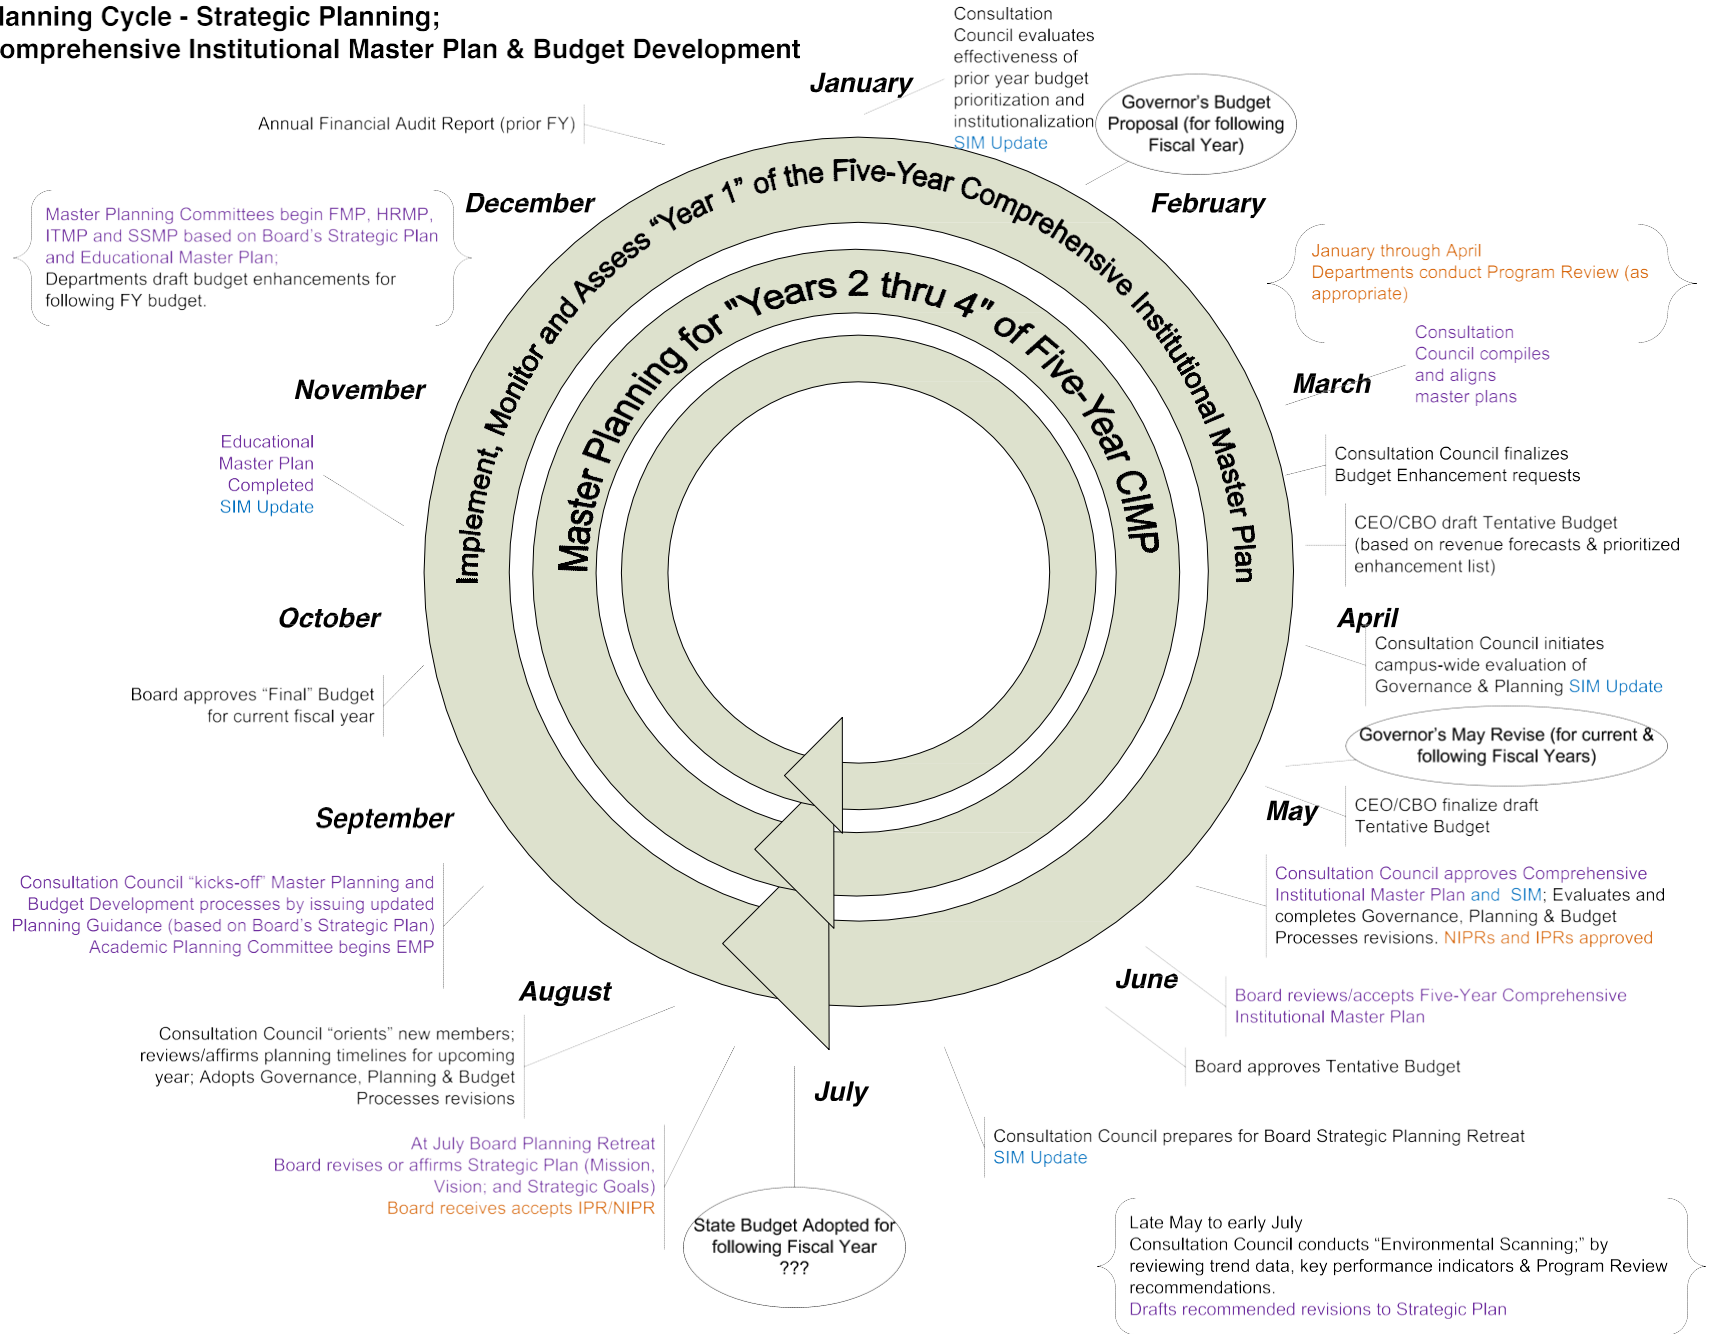 lanning Cycle - Strategic Planning;
omprehensive Institutional Master Plan & Budget Development
January
Consultation
Council evaluates
effectiveness of
prior year budget
prioritization and
institutionalization
SIM Update
Governor's Budget
Proposal (for following
Fiscal Year)
February
January through April
Departments conduct Program Review (as
appropriate)
March
Consultation
Council compiles
and aligns
master plans
Consultation Council finalizes
Budget Enhancement requests
CEO/CBO draft Tentative Budget
(based on revenue forecasts & prioritized
enhancement list)
April
Consultation Council initiates
campus-wide evaluation of
Governance & Planning SIM Update
Governor's May Revise (for current &
following Fiscal Years)
May
CEO/CBO finalize draft
Tentative Budget
Consultation Council approves Comprehensive
Institutional Master Plan and SIM; Evaluates and
completes Governance, Planning & Budget
Processes revisions. NIPRs and IPRs approved
June
Board reviews/accepts Five-Year Comprehensive
Institutional Master Plan
Board approves Tentative Budget
Consultation Council prepares for Board Strategic Planning Retreat
SIM Update
Late May to early July
Consultation Council conducts “Environmental Scanning;” by
reviewing trend data, key performance indicators & Program Review
recommendations.
Drafts recommended revisions to Strategic Plan
July
State Budget Adopted for
following Fiscal Year
???
At July Board Planning Retreat
Board revises or affirms Strategic Plan (Mission,
Vision; and Strategic Goals)
Board receives accepts IPR/NIPR
August
Consultation Council “orients” new members;
reviews/affirms planning timelines for upcoming
year; Adopts Governance, Planning & Budget
Processes revisions
September
Consultation Council “kicks-off” Master Planning and
Budget Development processes by issuing updated
Planning Guidance (based on Board's Strategic Plan)
Academic Planning Committee begins EMP
October
Board approves “Final” Budget
for current fiscal year
November
Educational
Master Plan
Completed
SIM Update
December
Master Planning Committees begin FMP, HRMP,
ITMP and SSMP based on Board's Strategic Plan
and Educational Master Plan;
Departments draft budget enhancements for
following FY budget.
Annual Financial Audit Report (prior FY)
Implement, Monitor and Assess “Year 1” of the Five-Year Comprehensive Institutional Master Plan
Master Planning for "Years 2 thru 4" of Five-Year CIMP